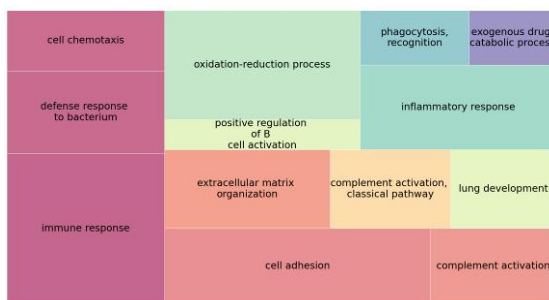 cell chemotaxis
defense response
to bacterium
immune response
oxidation-reduction process
positive regulation
of B
cell activation
phagocytosis,
recognition
exogenous drug
catabolic process
inflammatory response
extracellular matrix
organization
complement activation,
classical pathway
lung development
cell adhesion
complement activation